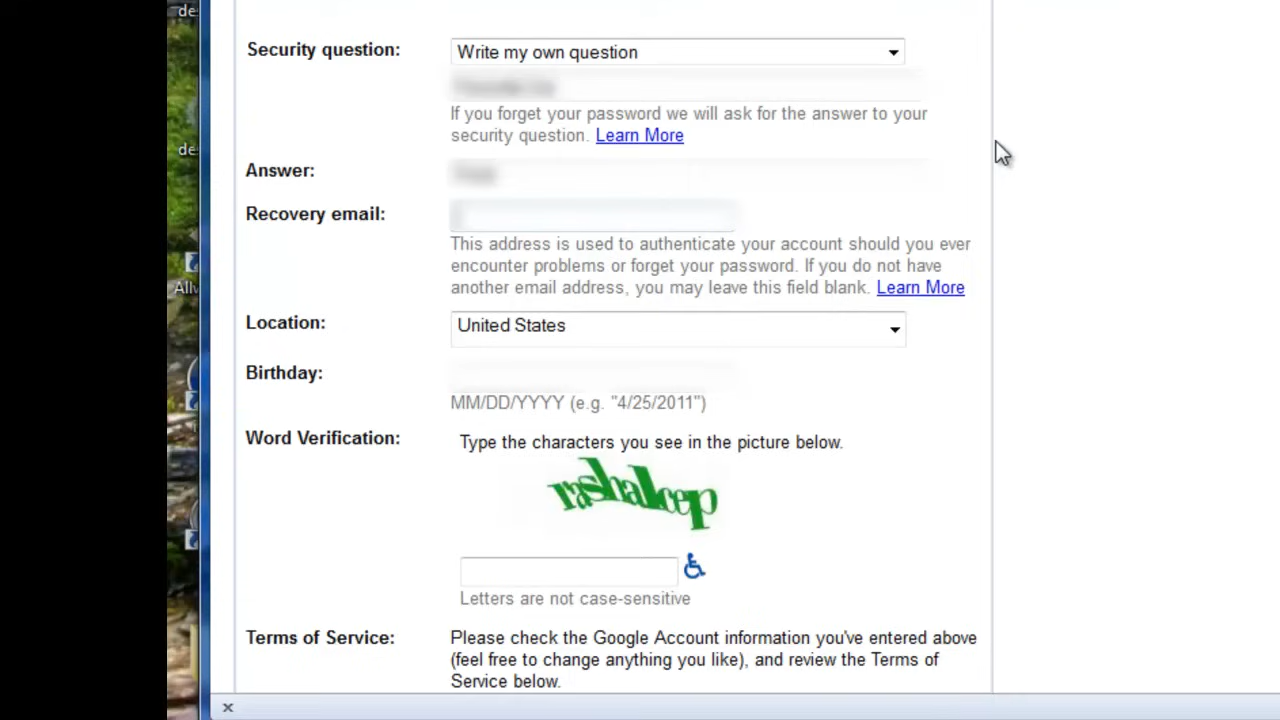 de
Security question: Write my own question
If you forget your password we will ask for the answer to your
security question. Learn More
de
Answer:
Recovery email:
This address is used to authenticate your account should you ever
encounter problems or forget your password. If you do not have
another email address, you may leave this field blank. Learn More
Location: United States
Birthday:
MM/DD/YYYY (e.g. "4/25/2011")
Word Verification: Type the characters you see in the picture below.
Letters are not case-sensitive
Terms of Service: Please check the Google Account information you've entered above
(feel free to change anything you like), and review the Terms of
Service below.